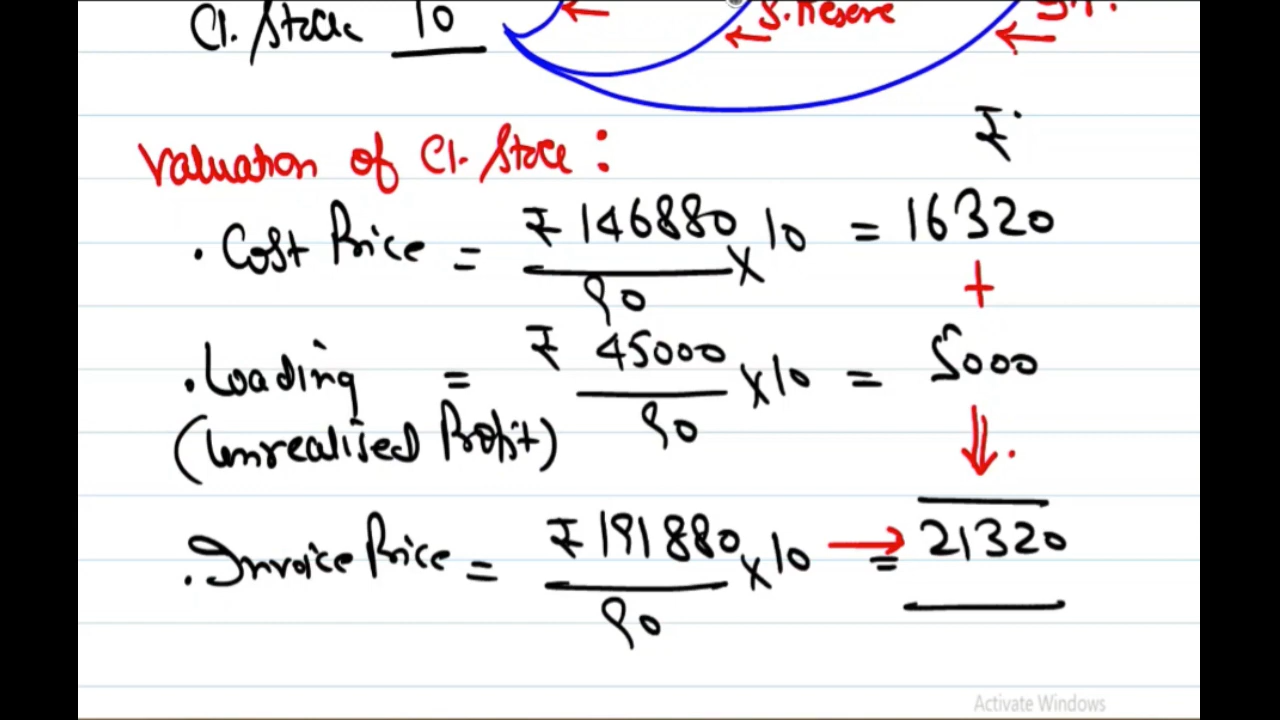 Cl. Stock 10
S. Reserve
₹
Valuation of Cl. Stock :
. Cost Price = ₹ 146880 / 90 × 10 = 16320
+
. Loading = ₹ 45000 / 90 × 10 = 5000
(Unrealised Profit)
. Invoice Price = ₹ 191880 / 90 × 10 → = 21320
Activate Windows